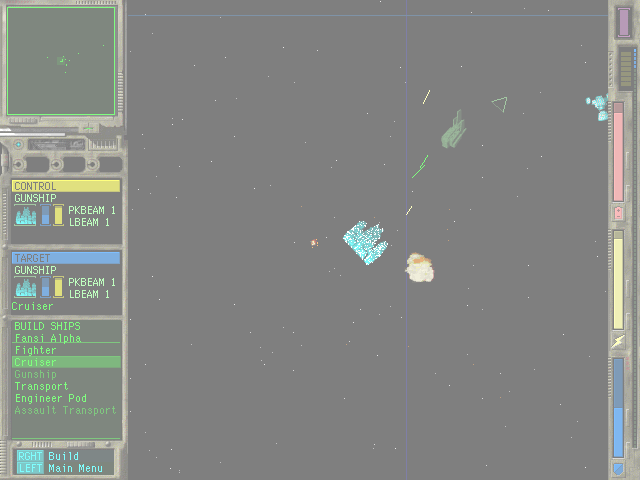 CONTROL
GUNSHIP
PKBEAM 1
LBEAM 1
TARGET
GUNSHIP
PKBEAM 1
LBEAM 1
Cruiser
BUILD SHIPS
Fansi Alpha
Fighter
Cruiser
Gunship
Transport
Engineer Pod
Assault Transport
RGHT Build
LEFT Main Menu